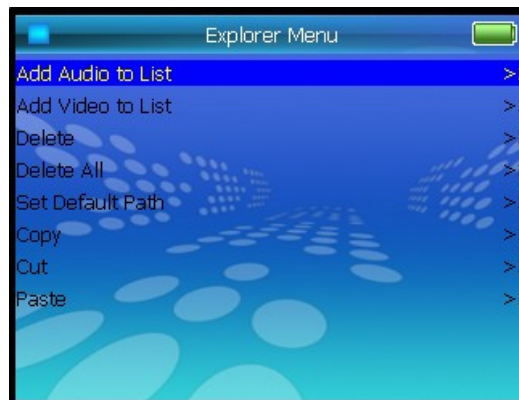 Explorer Menu
Add Audio to List >
Add Video to List >
Delete >
Delete All >
Set Default Path >
Copy >
Cut >
Paste >